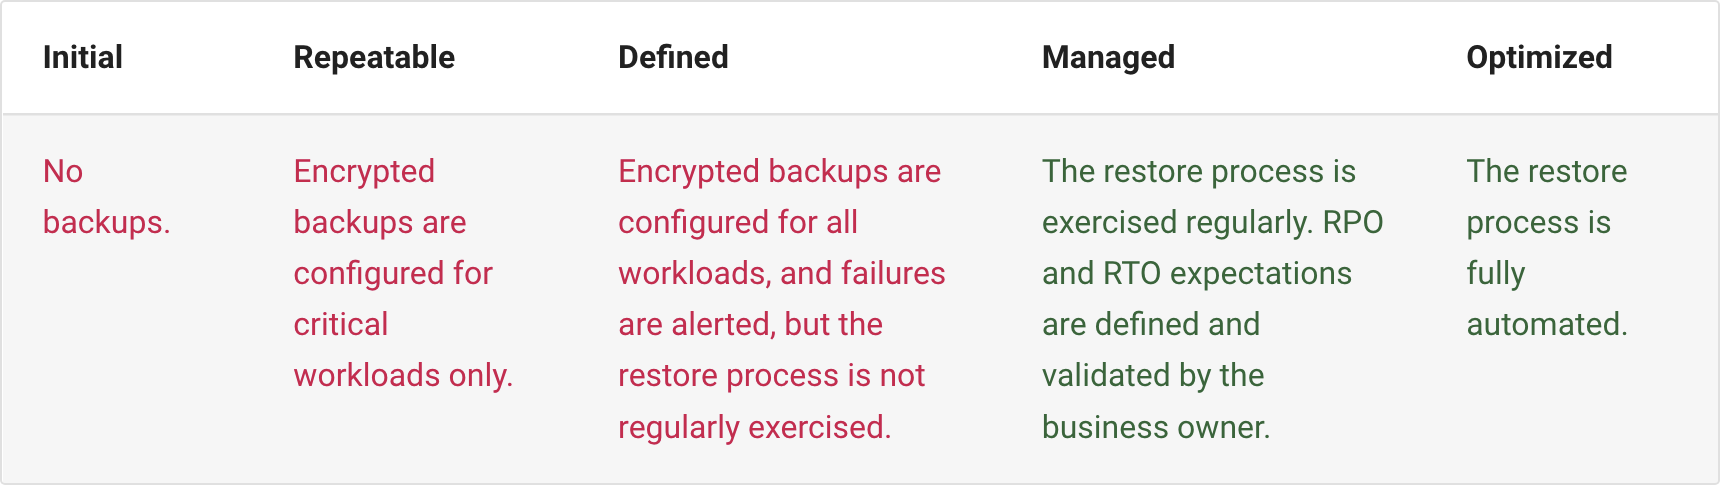 Initial
Repeatable
Defined
Managed
Optimized
No
backups.
Encrypted
backups are
configured for
critical
workloads only.
Encrypted backups are
configured for all
workloads, and failures
are alerted, but the
restore process is not
regularly exercised.
The restore process is
exercised regularly. RPO
and RTO expectations
are defined and
validated by the
business owner.
The restore
process is
fully
automated.